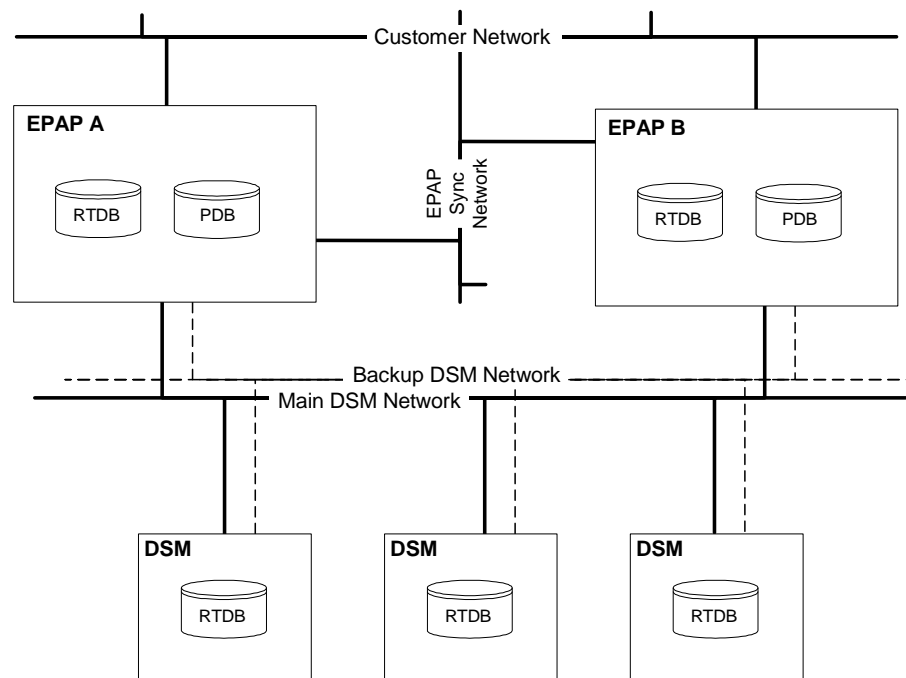 Customer Network
EPAP A
EPAP B
EPAP
Sync
Network
RTDB
PDB
RTDB
PDB
Backup DSM Network
Main DSM Network
DSM
DSM
DSM
RTDB
RTDB
RTDB